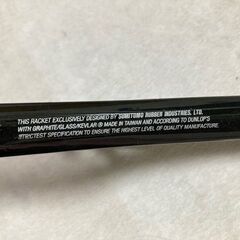 THIS RACKET EXCLUSIVELY DESIGNED BY SUMITOMO RUBBER INDUSTRIES, LTD.
WITH GRAPHITE/GLASS/KEVLAR ® MADE IN TAIWAN AND ACCORDING TO DUNLOP'S
STRICTEST SPECIFICATION TO ENSURE THE HIGHEST LEVEL OF QUALITY MANUFACTURE.